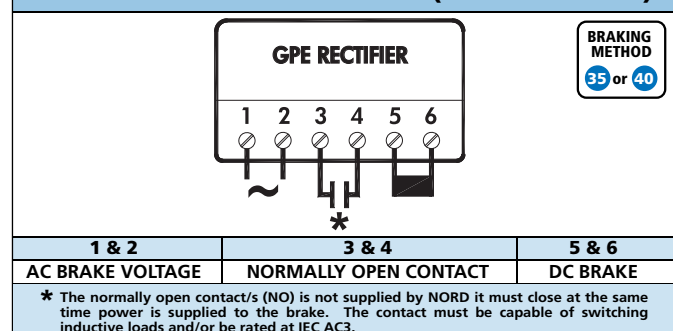 GPE RECTIFIER
BRAKING
METHOD
35 or 40
1 2 3 4 5 6
~
*
1 & 2 3 & 4 5 & 6
AC BRAKE VOLTAGE NORMALLY OPEN CONTACT DC BRAKE
* The normally open contact/s (NO) is not supplied by NORD it must close at the same
time power is supplied to the brake. The contact must be capable of switching
inductive loads and/or be rated at IEC AC3.